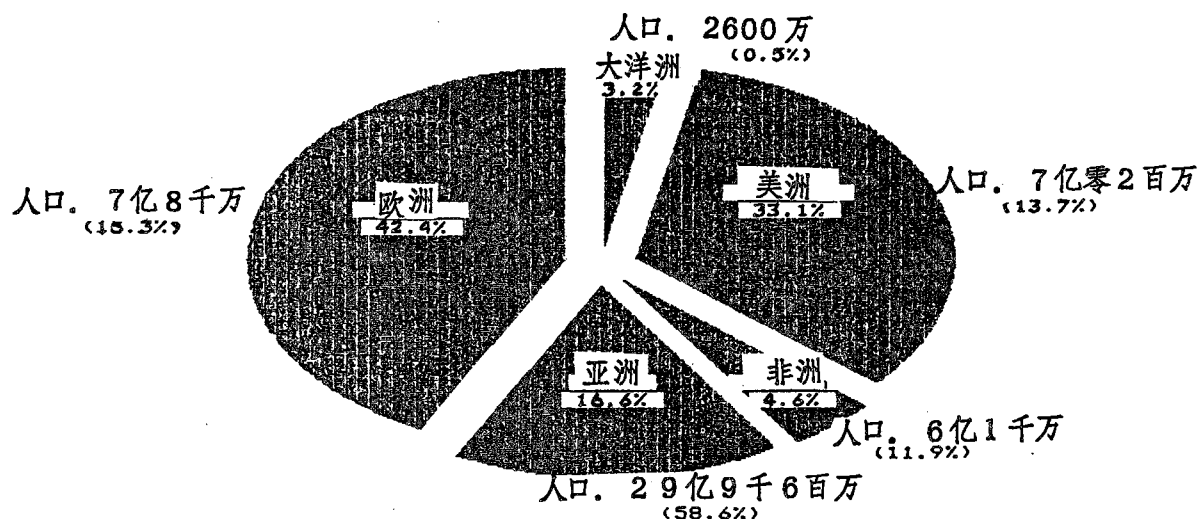 人口. 2600万
(0.5%)
大洋洲
3.2%
美洲
33.1%
人口. 7亿零2百万
(13.7%)
欧洲
42.4%
人口. 7亿8千万
(15.3%)
亚洲
16.6%
非洲
4.6%
人口. 6亿1千万
(11.9%)
人口. 29亿9千6百万
(58.6%)